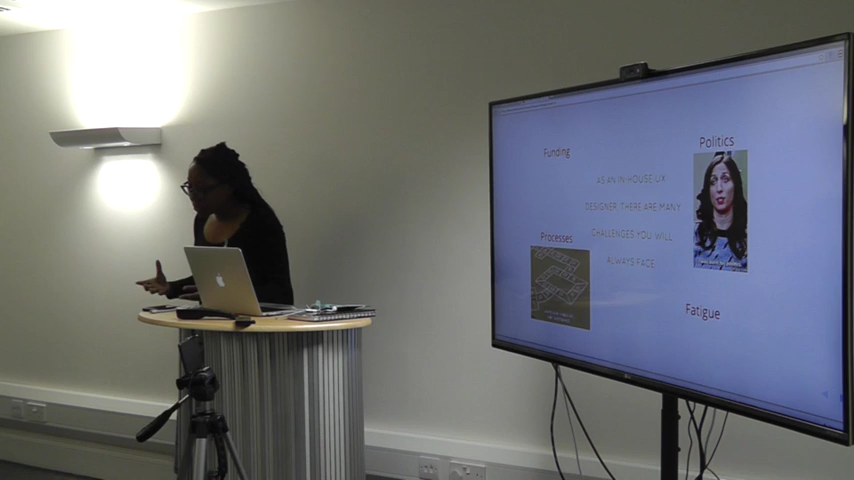 Politics
Funding
AS AN IN-HOUSE UX
DESIGNER, THERE ARE MANY
CHALLENGES YOU WILL
ALWAYS FACE
Processes
Fatigue